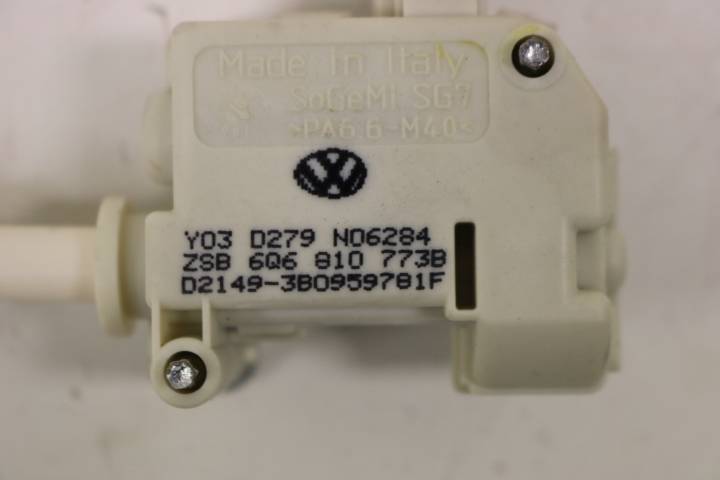 Made In Italy
SoGeMi SG7
>PA6.6-M40<
Y03 D279 N06284
ZSB 6Q6 810 773B
D2149-3B0959781F